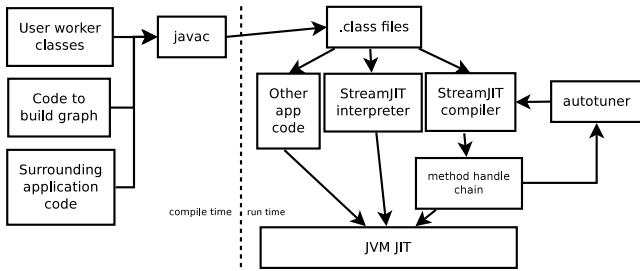 User worker
classes
javac
.class files
Code to
build graph
Other
app
code
StreamJIT
interpreter
StreamJIT
compiler
autotuner
Surrounding
application
code
method handle
chain
compile time
run time
JVM JIT